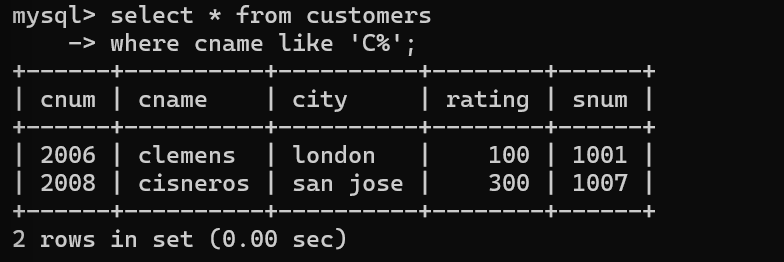 mysql> select * from customers
    -> where cname like 'C%';
+------+----------+----------+--------+------+
| cnum | cname    | city     | rating | snum |
+------+----------+----------+--------+------+
| 2006 | clemens  | london   |    100 | 1001 |
| 2008 | cisneros | san jose |    300 | 1007 |
+------+----------+----------+--------+------+
2 rows in set (0.00 sec)